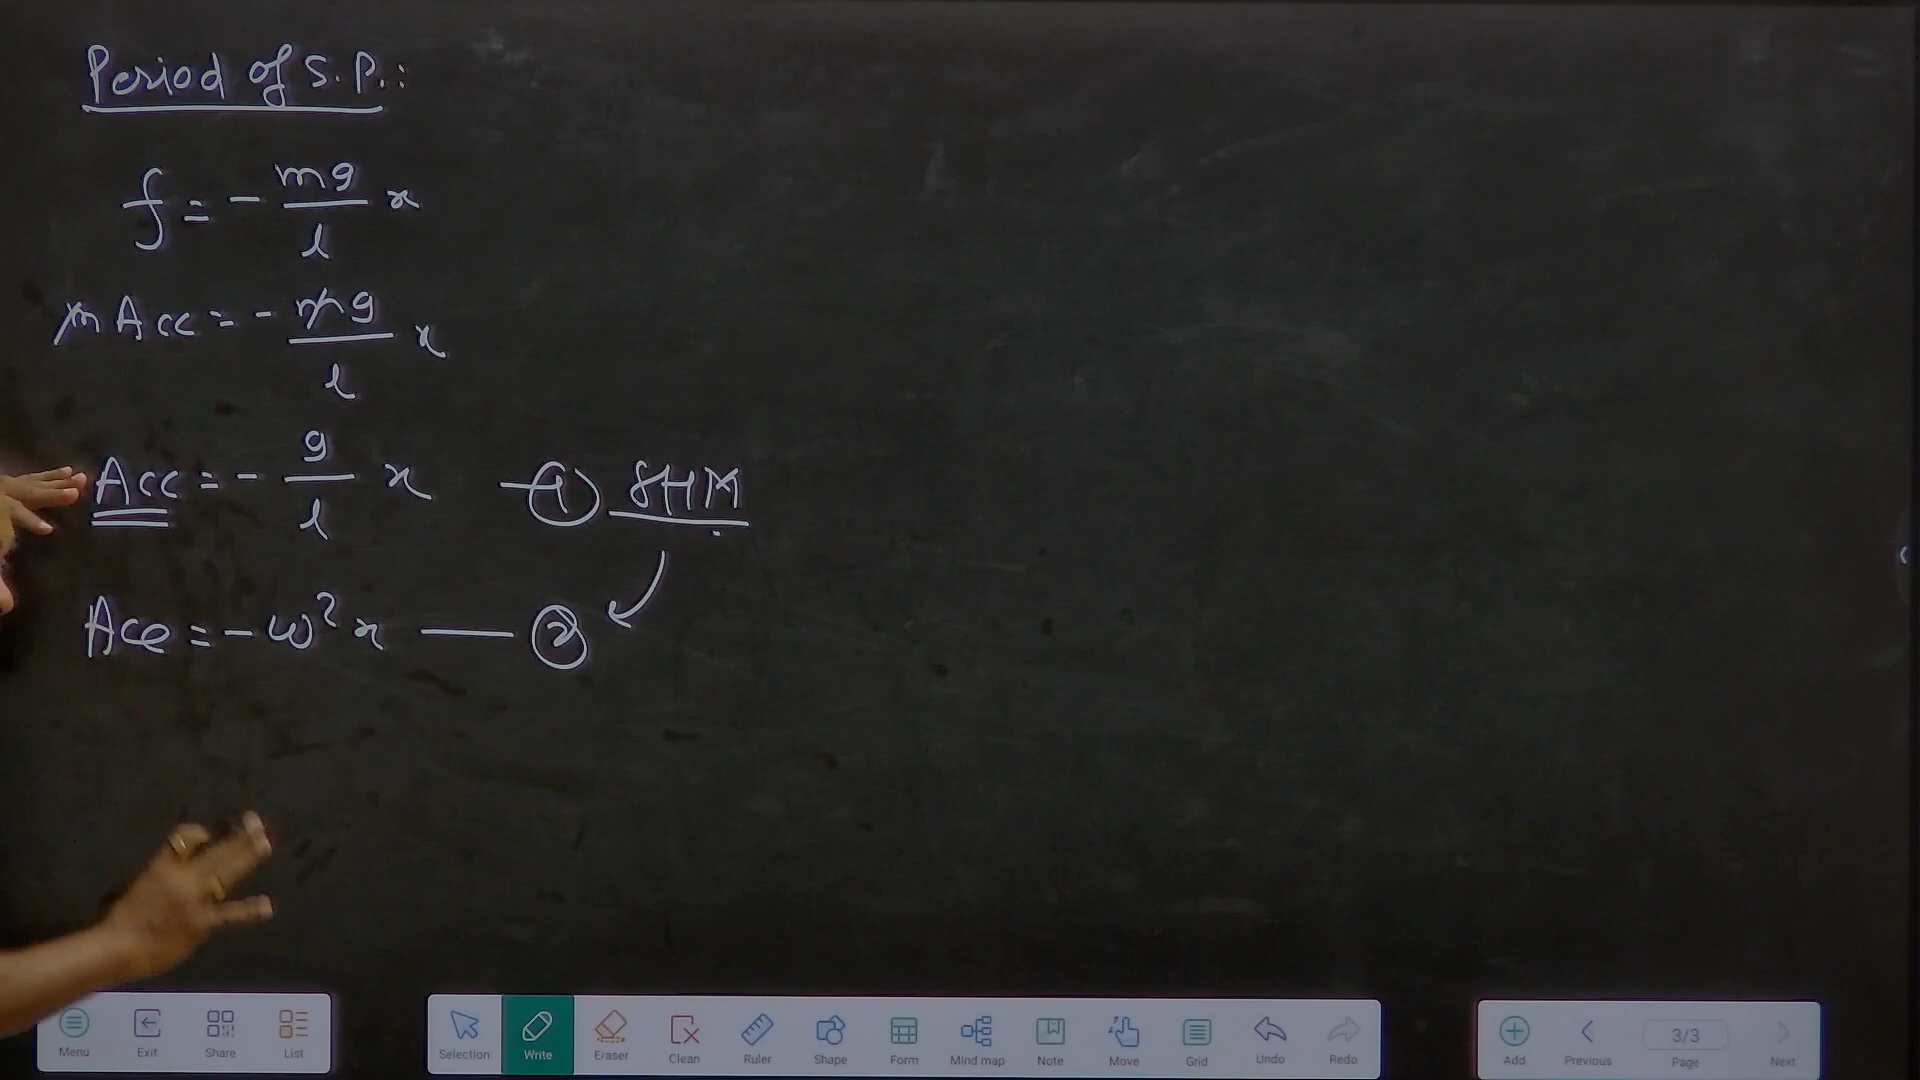 Period of S.P.:
f = - mg/l x
m Acc = - mg/l x
Acc = - g/l x — ① SHM
Acc = - ω² x — ②
Menu Exit Share List
Selection Write Eraser Clean Ruler Shape Form Mind map Note Move Grid Undo Redo
Add Previous 3/3 Page Next